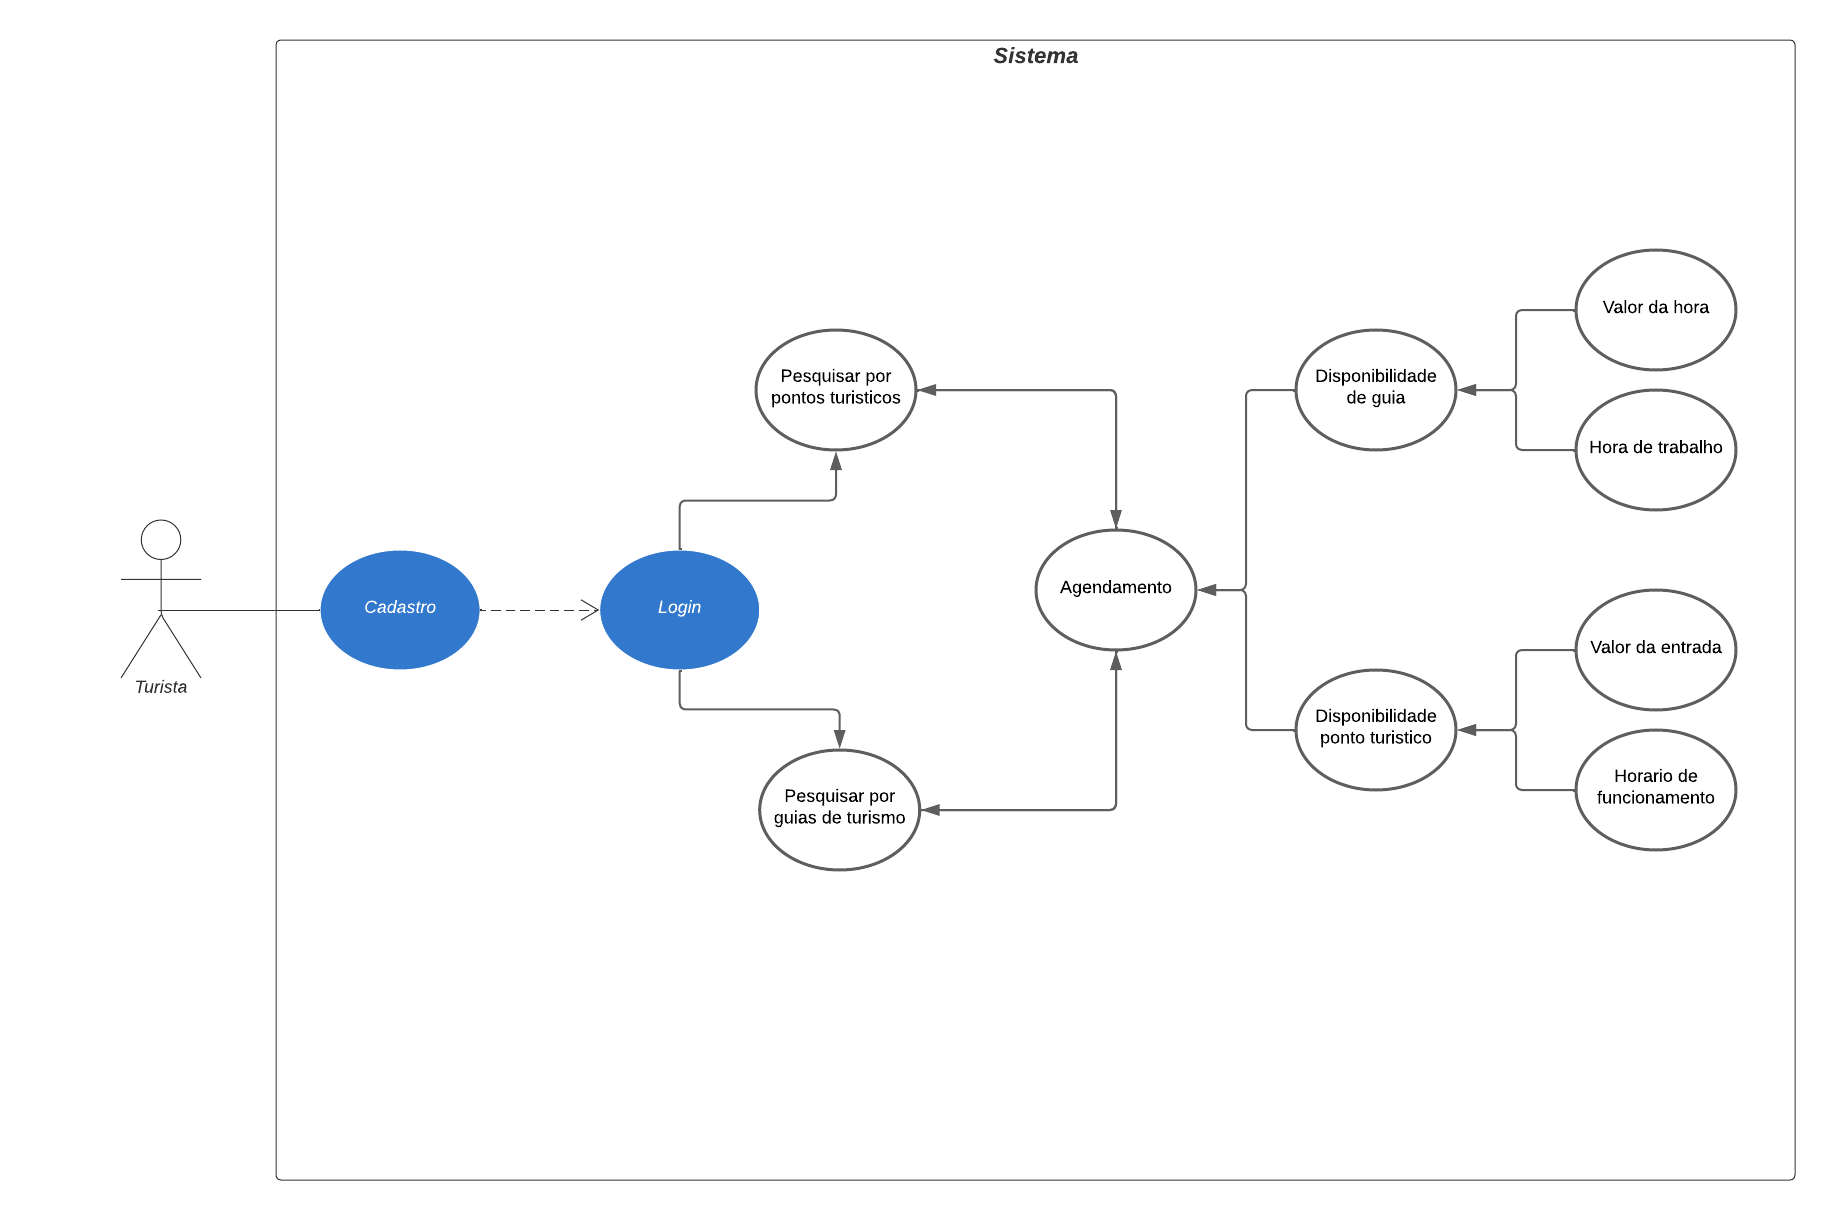 Sistema
Turista
Cadastro
Login
Pesquisar por
pontos turisticos
Pesquisar por
guias de turismo
Agendamento
Disponibilidade
de guia
Disponibilidade
ponto turistico
Valor da hora
Hora de trabalho
Valor da entrada
Horario de
funcionamento